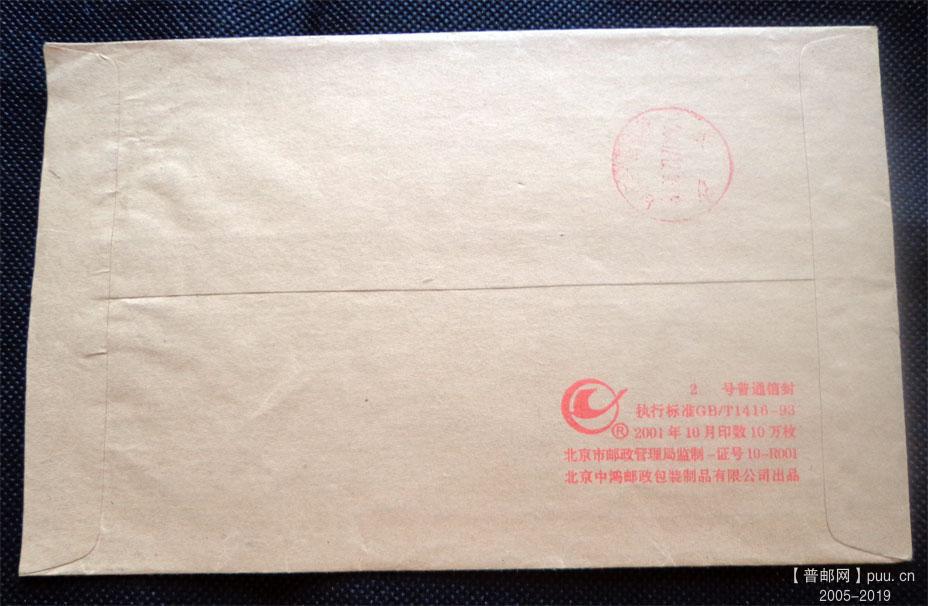 2 号普通信封
执行标准GB/T1416-93
® 2001年10月印数10万枚
北京市邮政管理局监制-证号10-R001
北京中鸿邮政包装制品有限公司出品
【普邮网】puu.cn
2005-2019